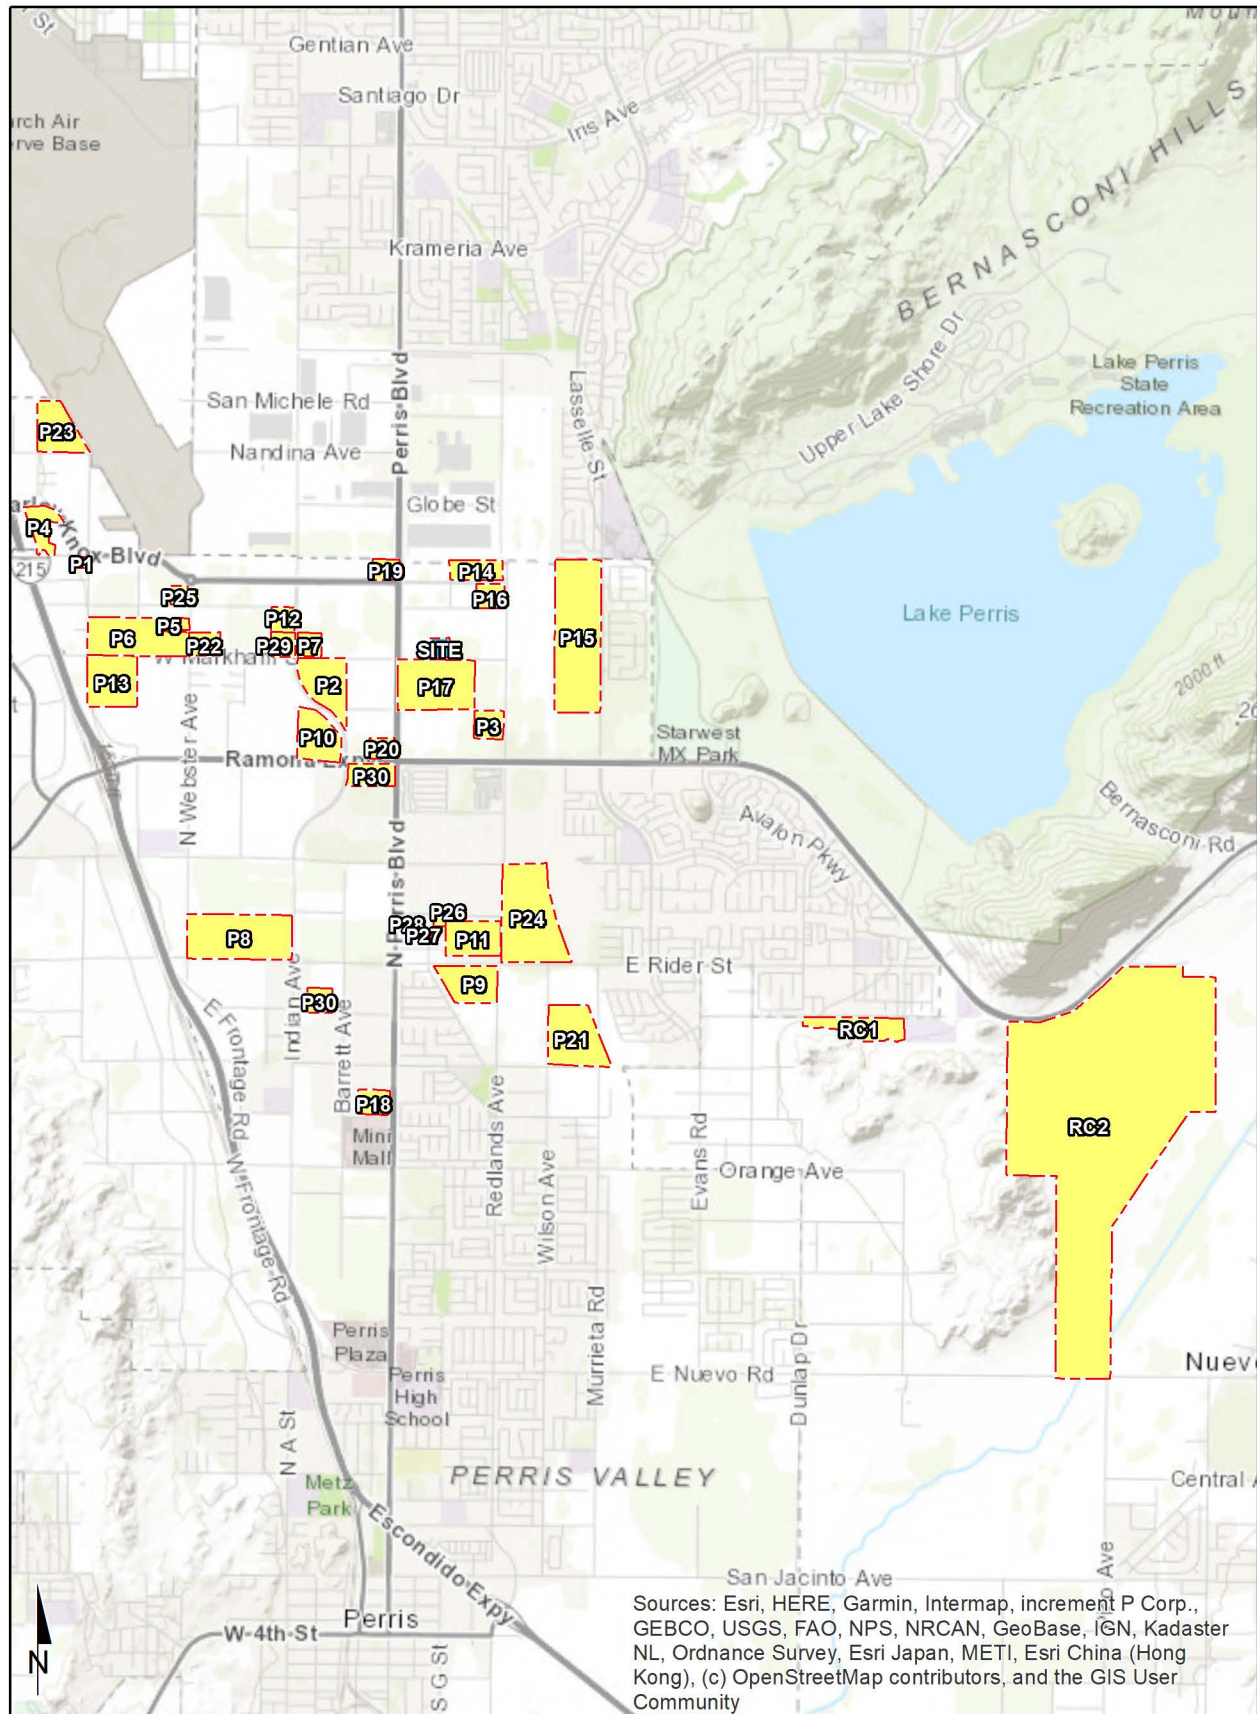 St
Gentian Ave
Santiago Dr
Iris Ave
arch Air
rve Base
BERNASCONI HILLS
Krameria Ave
Perris Blvd
Lasselle St
Upper Lake Shore Dr
Lake Perris
State
Recreation Area
San Michele Rd
P23
Nandina Ave
Globe St
P4
Knox Blvd
P1
215
P19
P14
P25
P16
P12
P5
P6
P22
P29
P7
SITE
P15
Lake Perris
W Markham S
P13
P2
P17
2000 ft
N Webster Ave
P10
P3
P20
Starwest
MX Park
Ramona Exp
P30
Avalon Pkwy
Bernasconi Rd
N Perris Blvd
P26
P28
P27
P24
P8
P11
E Rider St
P9
P30
Indian Ave
Barrett Ave
E Frontage Rd
P21
RC1
P18
Mini
Mall
Redlands Ave
Evans Rd
RC2
Wilson Ave
Orange Ave
W Frontage Rd
Perris
Plaza
Murrieta Rd
Dunlap Dr
E Nuevo Rd
Nuev
Perris
High
School
N A St
PERRIS VALLEY
Metz
Park
Central A
Escondido Expy
San Jacinto Ave
Perris
W 4th St
S G St
N
Sources: Esri, HERE, Garmin, Intermap, increment P Corp.,
GEBCO, USGS, FAO, NPS, NRCAN, GeoBase, IGN, Kadaster
NL, Ordnance Survey, Esri Japan, METI, Esri China (Hong
Kong), (c) OpenStreetMap contributors, and the GIS User
Community